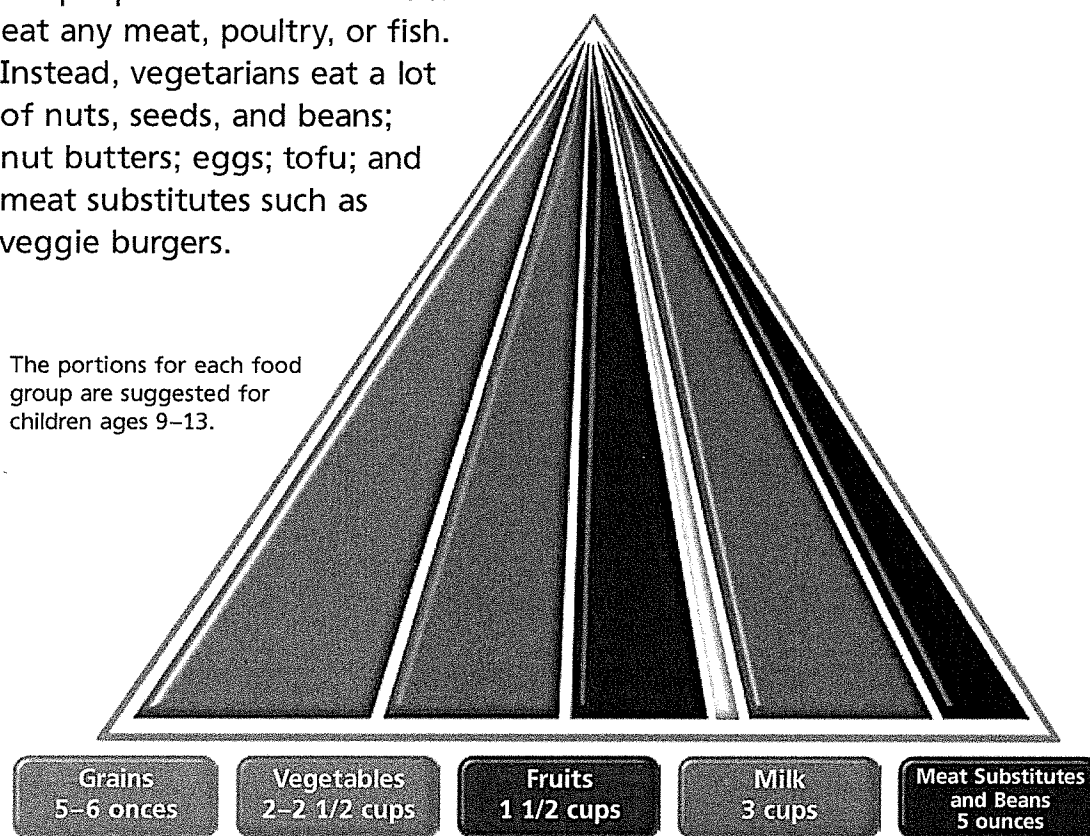 eat any meat, poultry, or fish.
Instead, vegetarians eat a lot
of nuts, seeds, and beans;
nut butters; eggs; tofu; and
meat substitutes such as
veggie burgers.
The portions for each food
group are suggested for
children ages 9–13.
Grains
5–6 onces
Vegetables
2–2 1/2 cups
Fruits
1 1/2 cups
Milk
3 cups
Meat Substitutes
and Beans
5 ounces